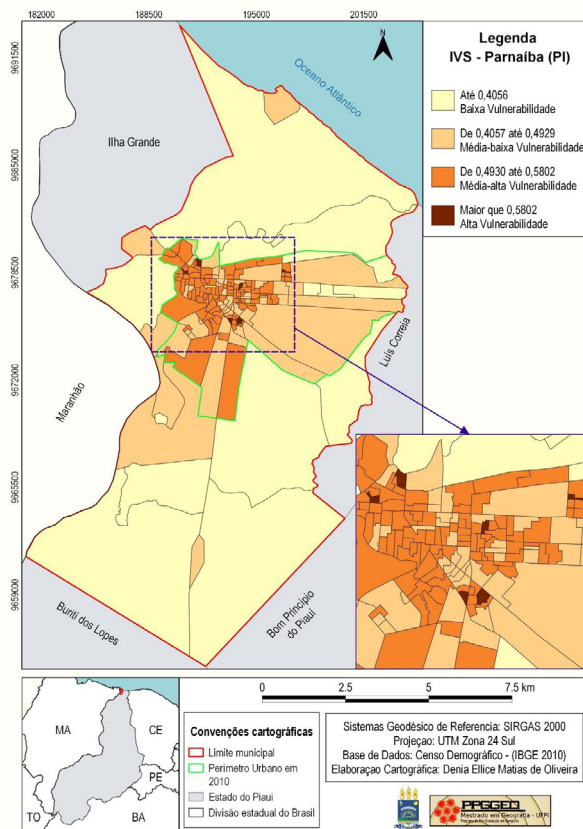 182000
188500
195000
201500
9691500
9685000
9678500
9672000
9665500
9659000
N
Oceano Atlântico
Ilha Grande
Maranhão
Luís Correia
Buriti dos Lopes
Bom Princípio
do Piauí
Legenda
IVS - Parnaíba (PI)
Até 0,4056
Baixa Vulnerabilidade
De 0,4057 até 0,4929
Média-baixa Vulnerabilidade
De 0,4930 até 0,5802
Média-alta Vulnerabilidade
Maior que 0,5802
Alta Vulnerabilidade
MA
CE
PE
TO
BA
Convenções cartográficas
Limite municipal
Perimetro Urbano em
2010
Estado do Piauí
Divisão estadual do Brasil
0 2.5 5 7.5 km
Sistemas Geodésico de Referencia: SIRGAS 2000
Projeçao: UTM Zona 24 Sul
Base de Dados: Censo Demográfico - (IBGE 2010)
Elaboraçao Cartográfica: Denia Ellice Matias de Oliveira
PPGGEO
Mestrado em Geografia - UFPI